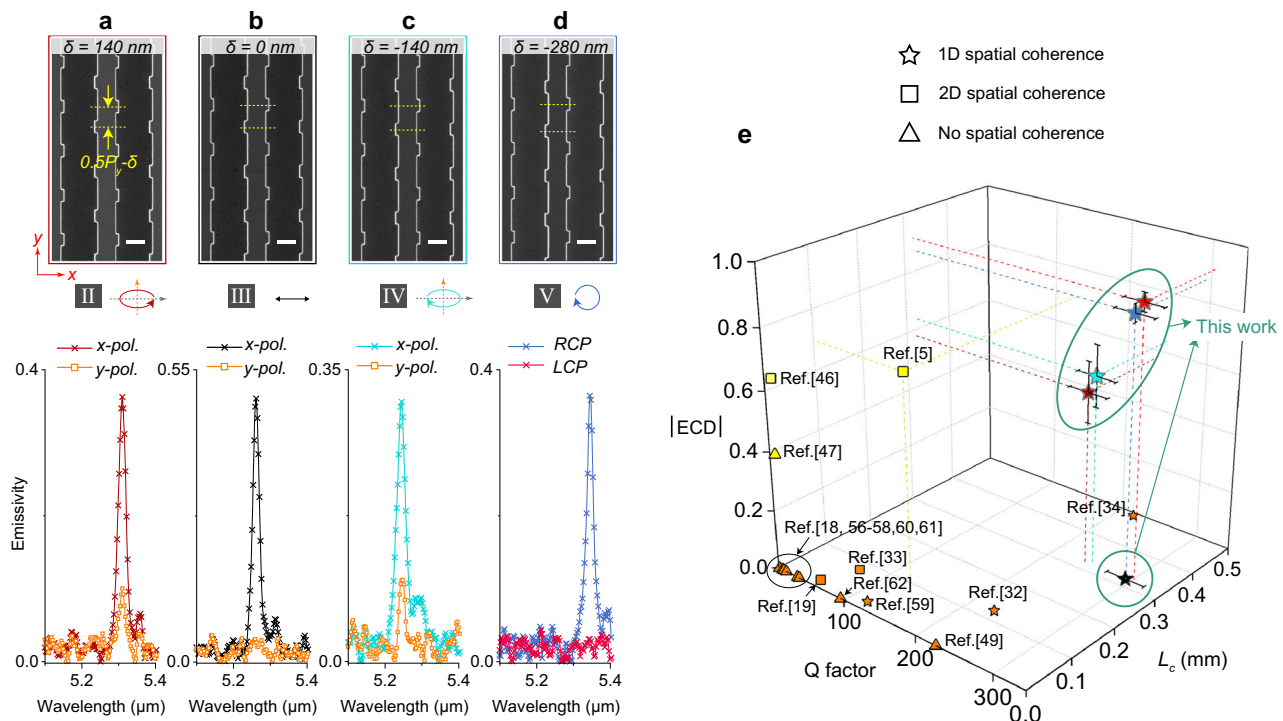 a
b
c
d
δ = 140 nm
δ = 0 nm
δ = -140 nm
δ = -280 nm
0.5Py-δ
y
x
II
III
IV
V
x-pol.
y-pol.
x-pol.
y-pol.
x-pol.
y-pol.
RCP
LCP
0.4
0.55
0.35
0.4
Emissivity
0.0
0.0
0.0
0.0
5.2
5.4
5.2
5.4
5.2
5.4
5.2
5.4
Wavelength (μm)
Wavelength (μm)
Wavelength (μm)
Wavelength (μm)
1D spatial coherence
2D spatial coherence
No spatial coherence
e
1.0
0.8
0.6
0.4
0.2
0.0
|ECD|
This work
Ref.[5]
Ref.[46]
Ref.[47]
Ref.[34]
Ref.[18, 56-58,60,61]
Ref.[33]
Ref.[62]
Ref.[19]
Ref.[59]
Ref.[32]
Ref.[49]
100
200
300
Q factor
0.0
0.1
0.2
0.3
0.4
0.5
Lc (mm)